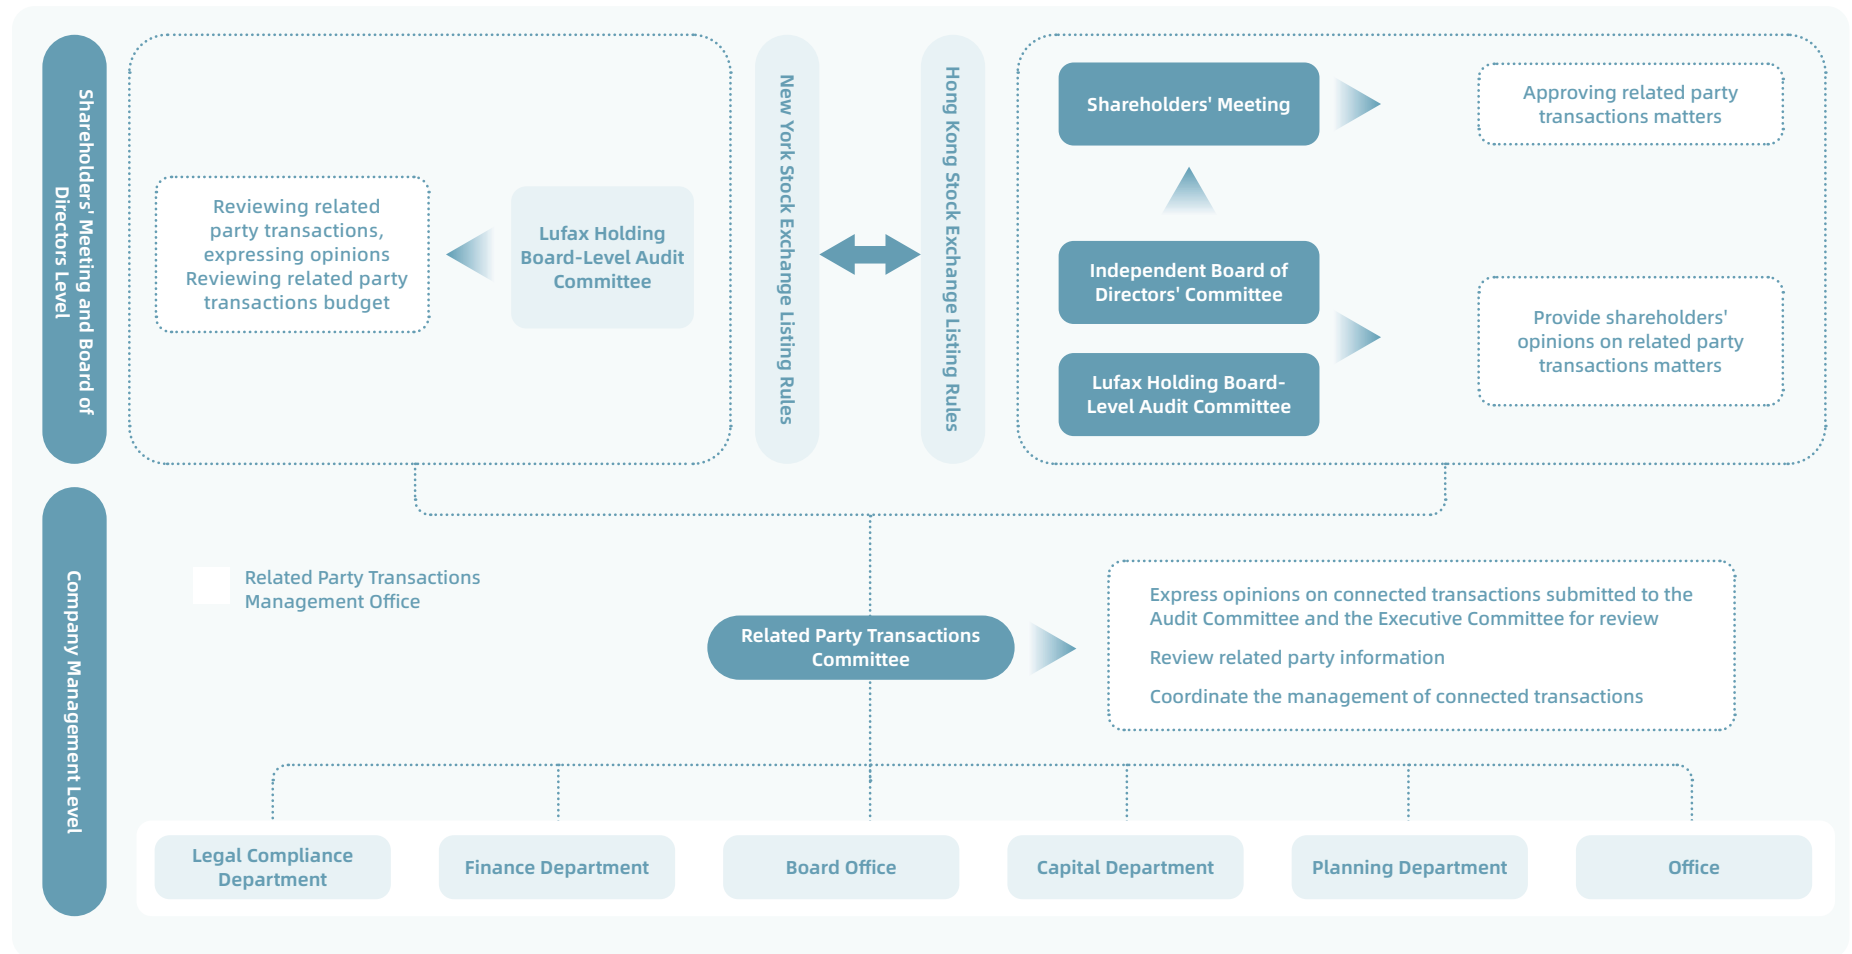 Shareholders' Meeting and Board of
Directors Level
Reviewing related
party transactions,
expressing opinions
Reviewing related party
transactions budget
Lufax Holding
Board-Level Audit
Committee
New York Stock Exchange Listing Rules
Hong Kong Stock Exchange Listing Rules
Shareholders' Meeting
Approving related party
transactions matters
Independent Board of
Directors' Committee
Lufax Holding Board-
Level Audit Committee
Provide shareholders'
opinions on related party
transactions matters
Company Management Level
Related Party Transactions
Management Office
Related Party Transactions
Committee
Express opinions on connected transactions submitted to the
Audit Committee and the Executive Committee for review
Review related party information
Coordinate the management of connected transactions
Legal Compliance
Department
Finance Department
Board Office
Capital Department
Planning Department
Office